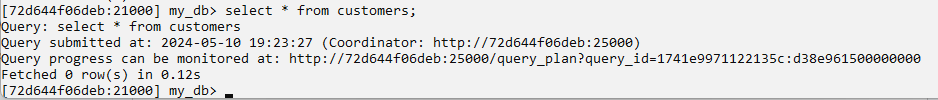 [72d644f06deb:21000] my_db> select * from customers;
Query: select * from customers
Query submitted at: 2024-05-10 19:23:27 (Coordinator: http://72d644f06deb:25000)
Query progress can be monitored at: http://72d644f06deb:25000/query_plan?query_id=1741e9971122135c:d38e961500000000
Fetched 0 row(s) in 0.12s
[72d644f06deb:21000] my_db>